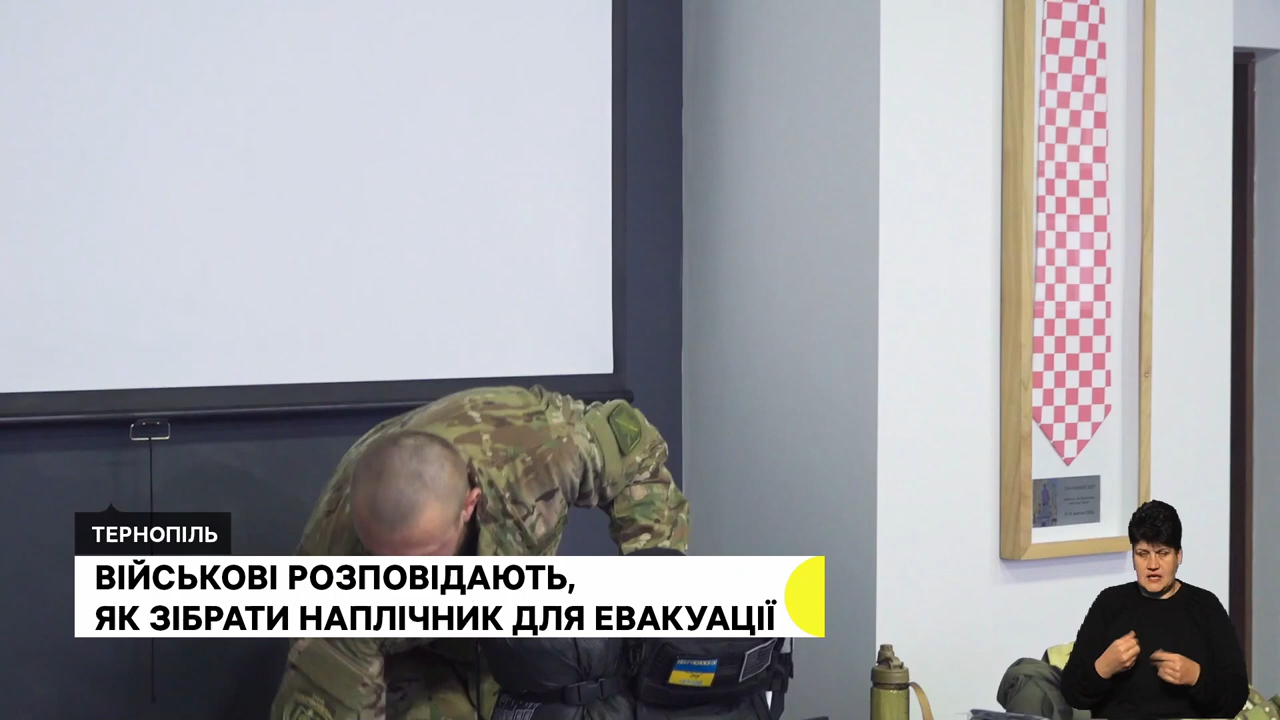 ТЕРНОПІЛЬ
ВІЙСЬКОВІ РОЗПОВІДАЮТЬ,
ЯК ЗІБРАТИ НАПЛІЧНИК ДЛЯ ЕВАКУАЦІЇ